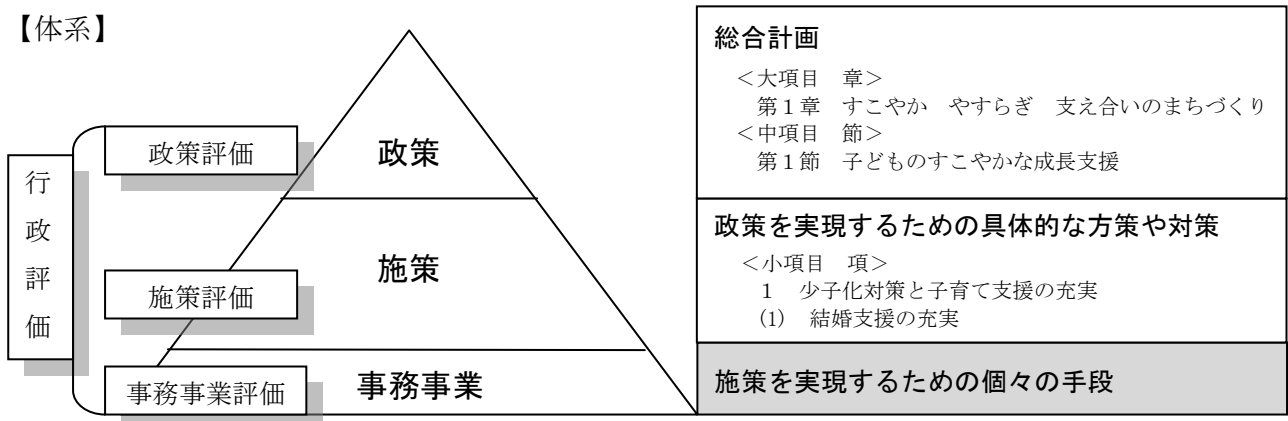 【体系】
行政評価
政策評価
施策評価
事務事業評価
政策
施策
事務事業
総合計画
＜大項目　章＞
第１章　すこやか　やすらぎ　支え合いのまちづくり
＜中項目　節＞
第１節　子どものすこやかな成長支援
政策を実現するための具体的な方策や対策
＜小項目　項＞
１　少子化対策と子育て支援の充実
⑴　結婚支援の充実
施策を実現するための個々の手段